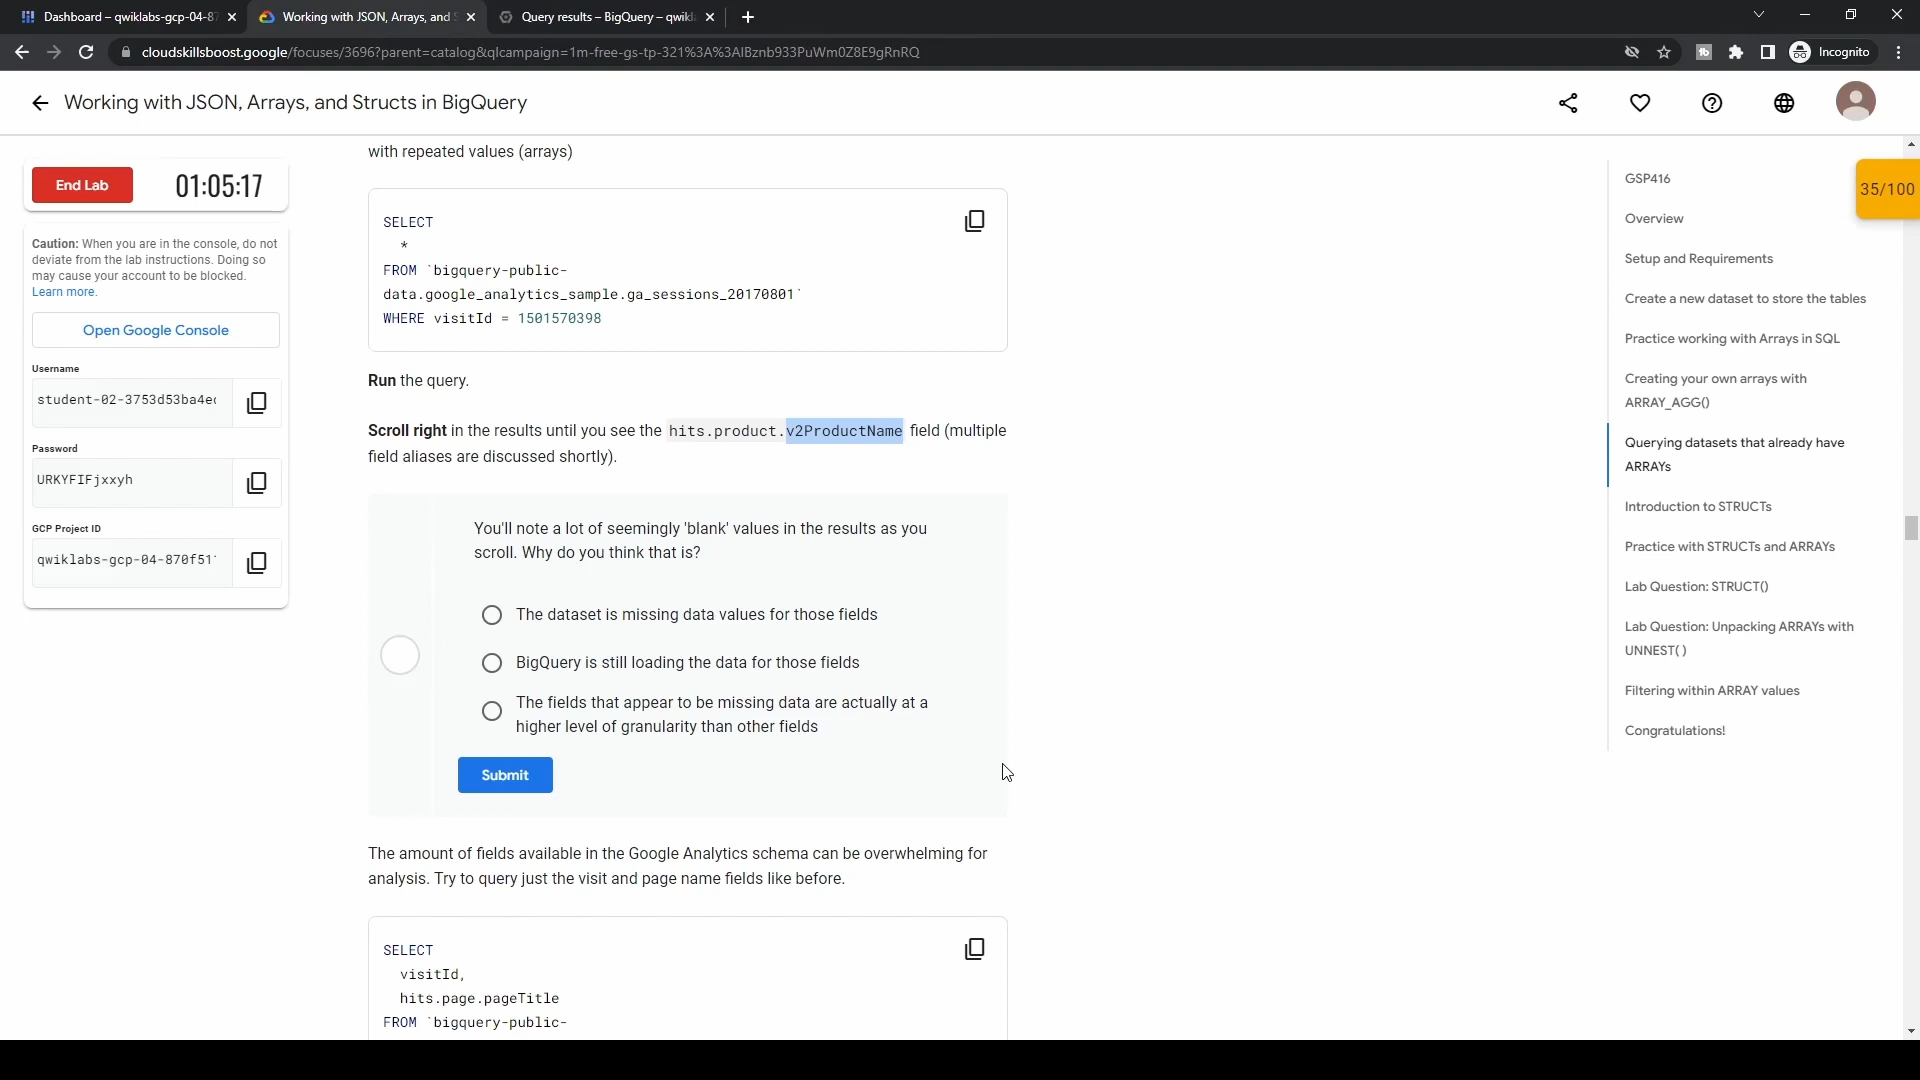 Dashboard – qwiklabs-gcp-04-87
Working with JSON, Arrays, and S
Query results – BigQuery – qwikl
cloudskillsboost.google/focuses/3696?parent=catalog&qlcampaign=1m-free-gs-tp-321%3A%3AIBznb933PuWm0Z8E9gRnRQ
Incognito
Working with JSON, Arrays, and Structs in BigQuery
End Lab
01:05:17
Caution: When you are in the console, do not
deviate from the lab instructions. Doing so
may cause your account to be blocked.
Learn more.
Open Google Console
Username
student-02-3753d53ba4ec
Password
URKYFIFjxxyh
GCP Project ID
qwiklabs-gcp-04-870f51
with repeated values (arrays)
SELECT
*
FROM `bigquery-public-
data.google_analytics_sample.ga_sessions_20170801`
WHERE visitId = 1501570398
Run the query.
Scroll right in the results until you see the hits.product.v2ProductName field (multiple
field aliases are discussed shortly).
You'll note a lot of seemingly 'blank' values in the results as you
scroll. Why do you think that is?
The dataset is missing data values for those fields
BigQuery is still loading the data for those fields
The fields that appear to be missing data are actually at a
higher level of granularity than other fields
Submit
The amount of fields available in the Google Analytics schema can be overwhelming for
analysis. Try to query just the visit and page name fields like before.
SELECT
visitId,
hits.page.pageTitle
FROM `bigquery-public-
GSP416
Overview
Setup and Requirements
Create a new dataset to store the tables
Practice working with Arrays in SQL
Creating your own arrays with
ARRAY_AGG()
Querying datasets that already have
ARRAYs
Introduction to STRUCTs
Practice with STRUCTs and ARRAYs
Lab Question: STRUCT()
Lab Question: Unpacking ARRAYs with
UNNEST( )
Filtering within ARRAY values
Congratulations!
35/100